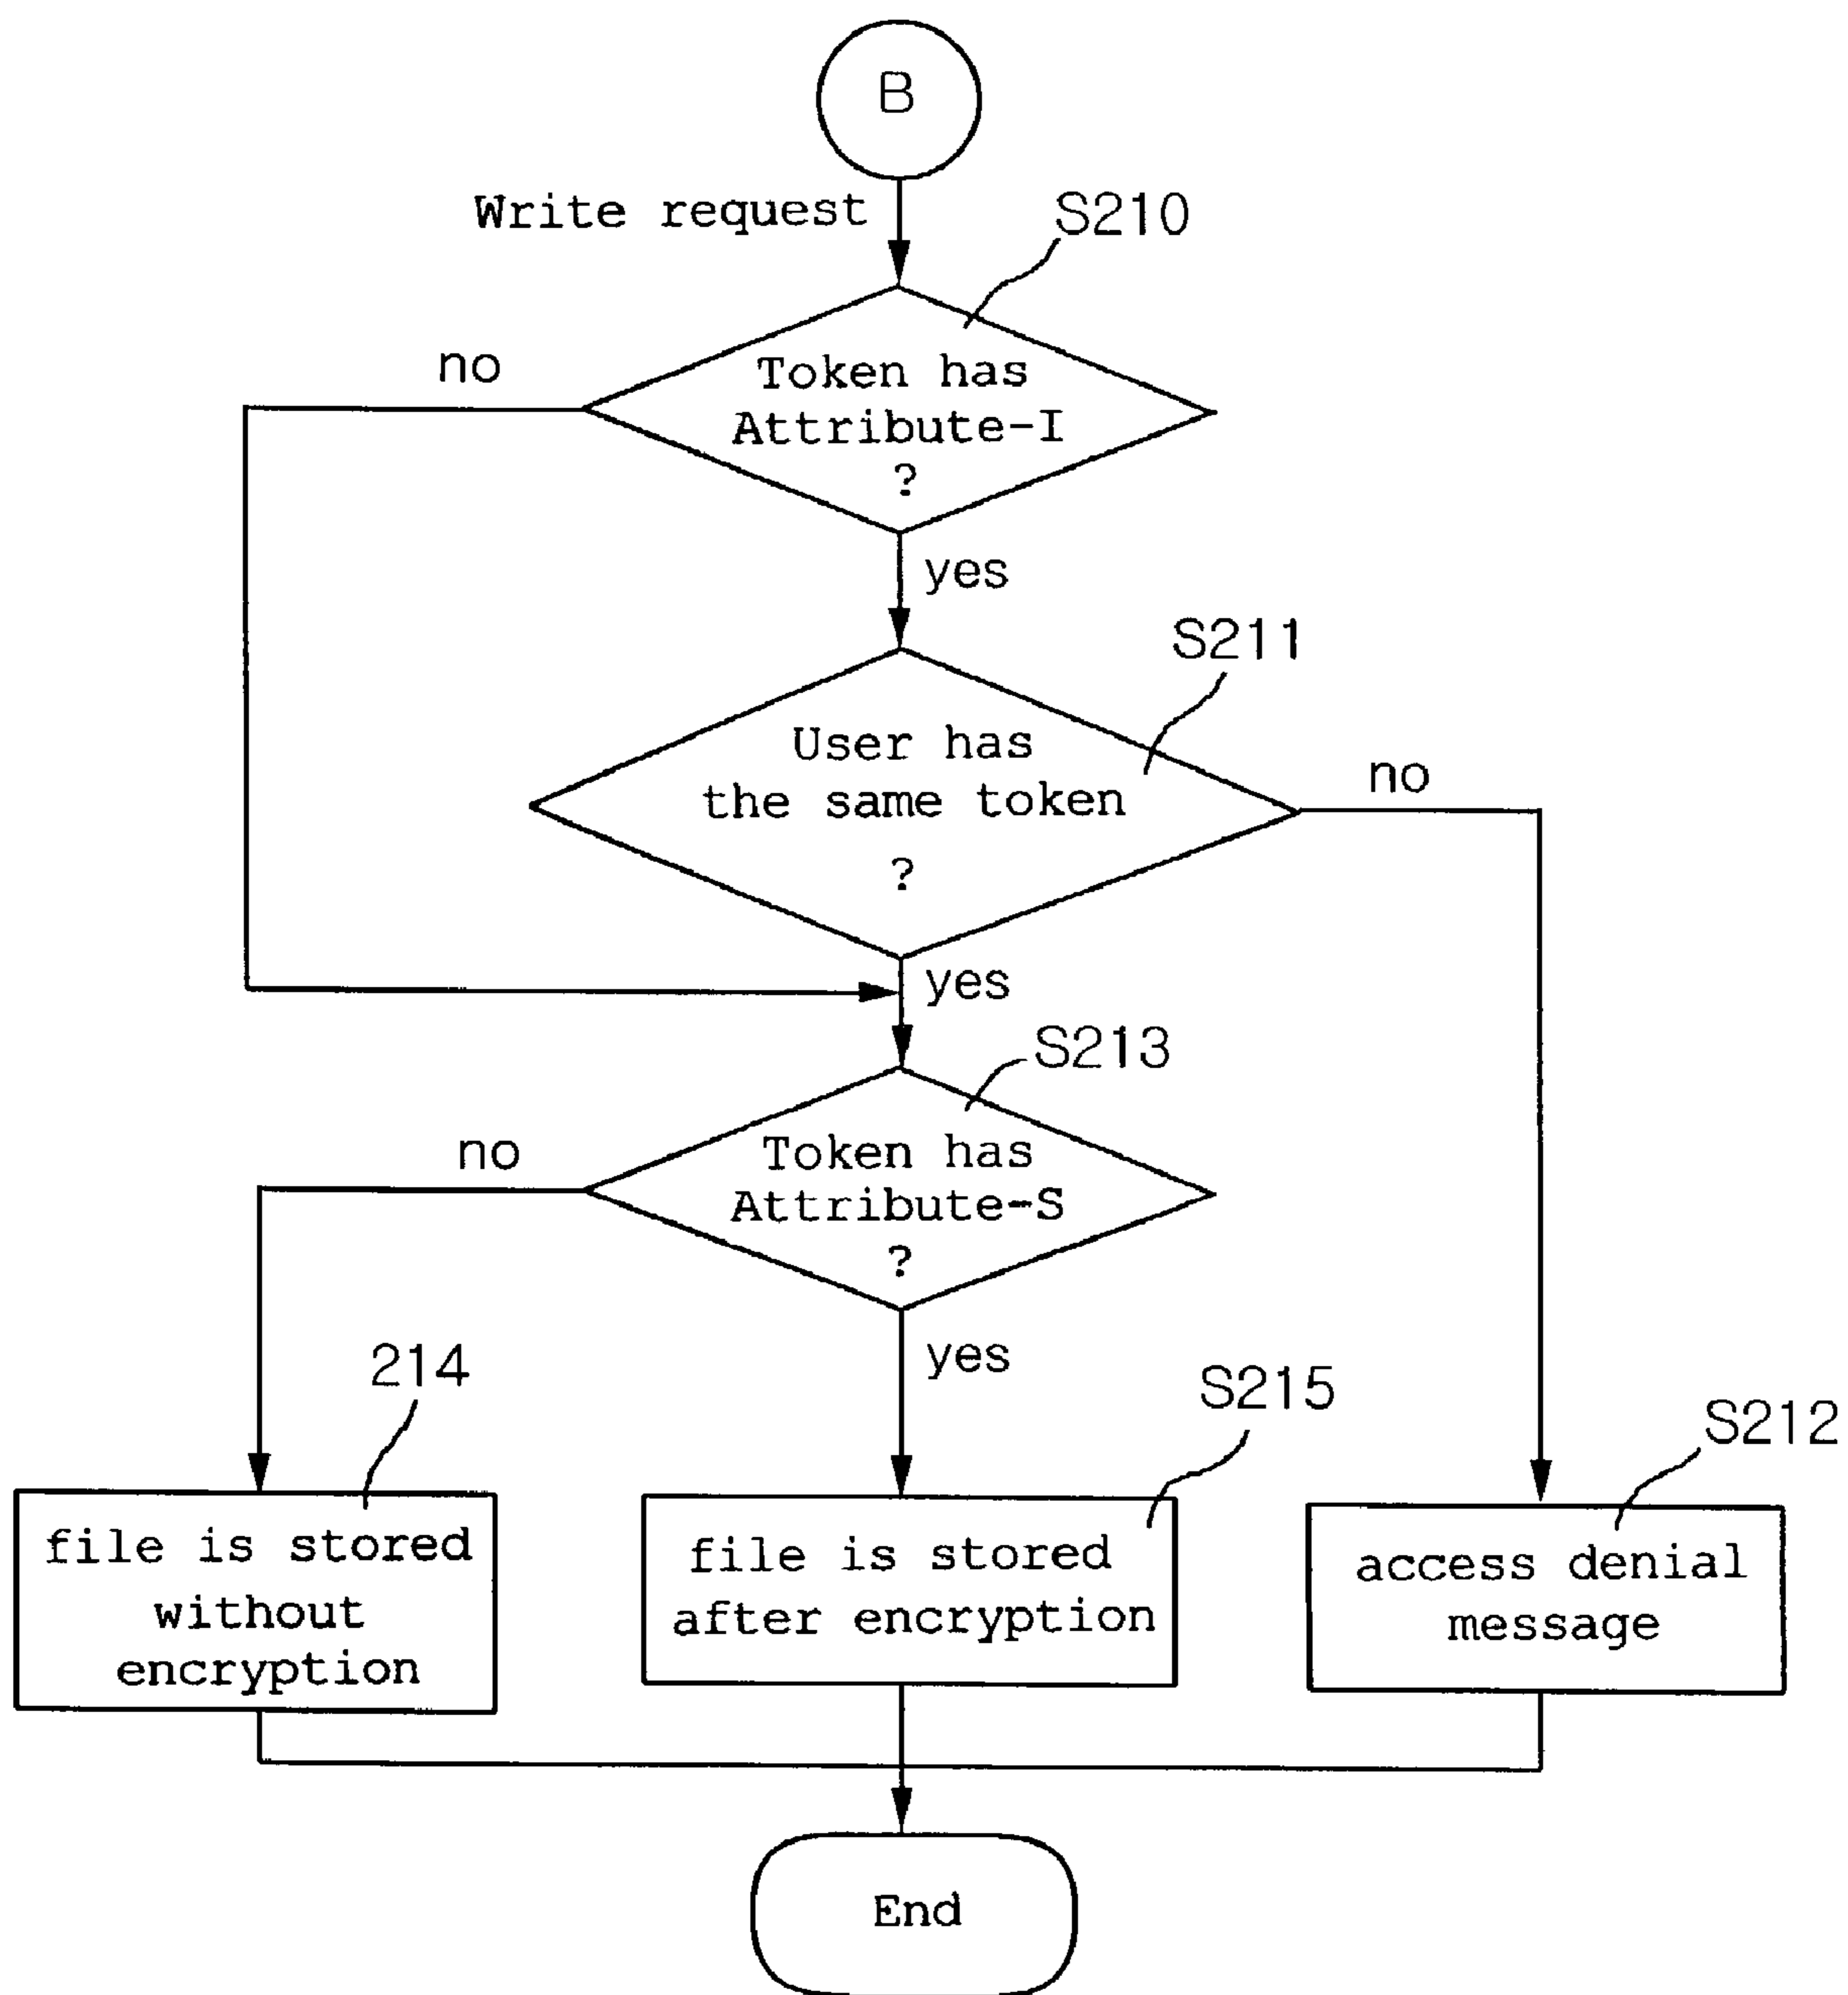 B
Write request
S210
no
Token has
Attribute-I
?
yes
S211
User has
the same token
?
no
yes
S213
no
Token has
Attribute-S
?
yes
214
S215
S212
file is stored
without
encryption
file is stored
after encryption
access denial
message
End